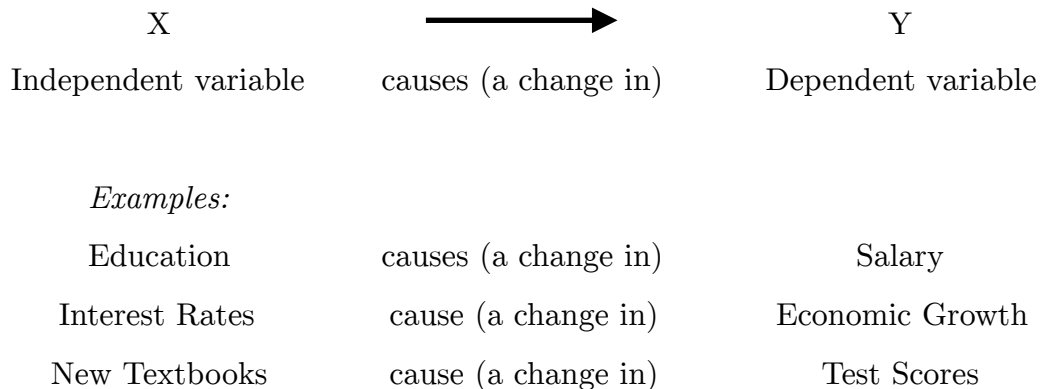 X Y
Independent variable causes (a change in) Dependent variable
Examples:
Education causes (a change in) Salary
Interest Rates cause (a change in) Economic Growth
New Textbooks cause (a change in) Test Scores